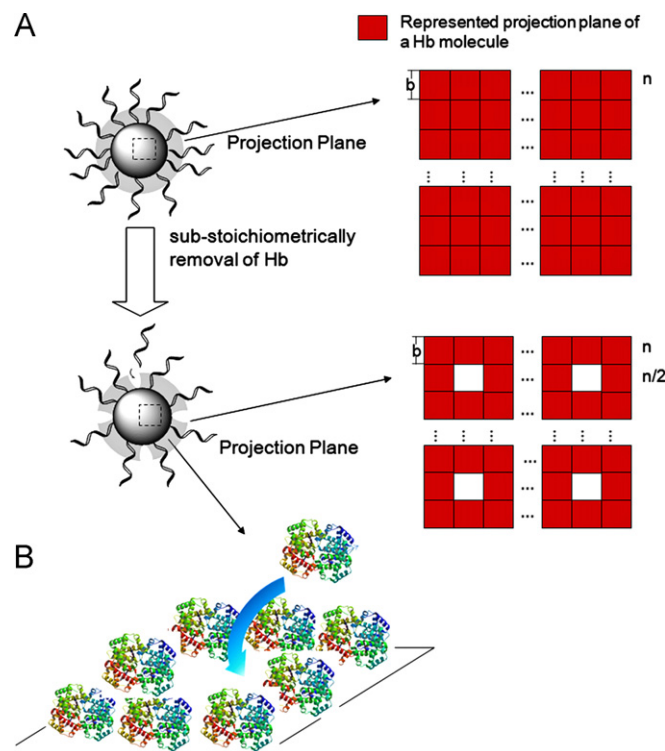 A
Represented projection plane of
a Hb molecule
b
...
n
Projection Plane
...
...
... ... ... ... ... ...
...
sub-stoichiometrically
removal of Hb
...
...
b
...
n
...
n/2
...
Projection Plane
... ... ... ... ... ...
...
...
...
B